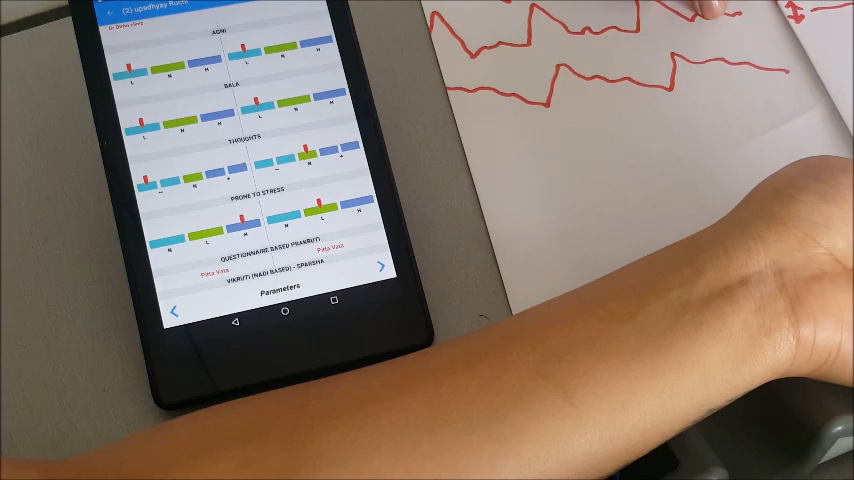 ← (2) upadhyay Ruchi
AGNI
L N H L N H
BALA
L N H L N H
THOUGHTS
– N + – N +
PRONE TO STRESS
N L H N L H
QUESTIONNAIRE BASED PRAKRUTI
Pitta Vata Pitta Vata
VIKRUTI (NADI BASED) - SPARSHA
Parameters